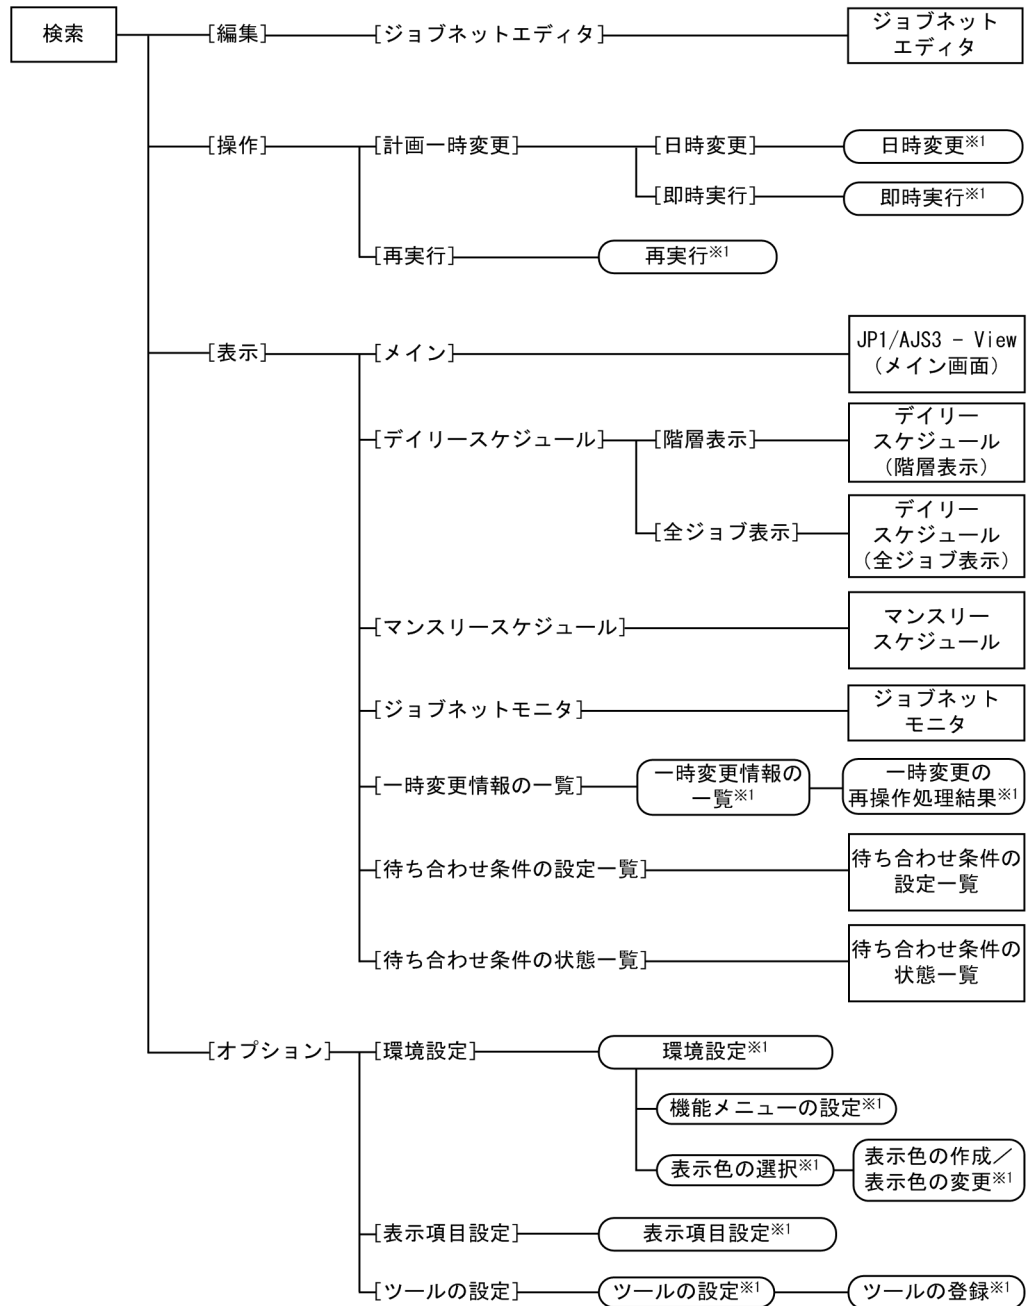 検索
[編集]
[ジョブネットエディタ]
ジョブネット
エディタ
[操作]
[計画一時変更]
[日時変更]
日時変更※1
[即時実行]
即時実行※1
[再実行]
再実行※1
[表示]
[メイン]
JP1/AJS3 - View
(メイン画面)
[デイリースケジュール]
[階層表示]
デイリー
スケジュール
(階層表示)
[全ジョブ表示]
デイリー
スケジュール
(全ジョブ表示)
[マンスリースケジュール]
マンスリー
スケジュール
[ジョブネットモニタ]
ジョブネット
モニタ
[一時変更情報の一覧]
一時変更情報の
一覧※1
一時変更の
再操作処理結果※1
[待ち合わせ条件の設定一覧]
待ち合わせ条件の
設定一覧
[待ち合わせ条件の状態一覧]
待ち合わせ条件の
状態一覧
[オプション]
[環境設定]
環境設定※1
機能メニューの設定※1
表示色の選択※1
表示色の作成/
表示色の変更※1
[表示項目設定]
表示項目設定※1
[ツールの設定]
ツールの設定※1
ツールの登録※1